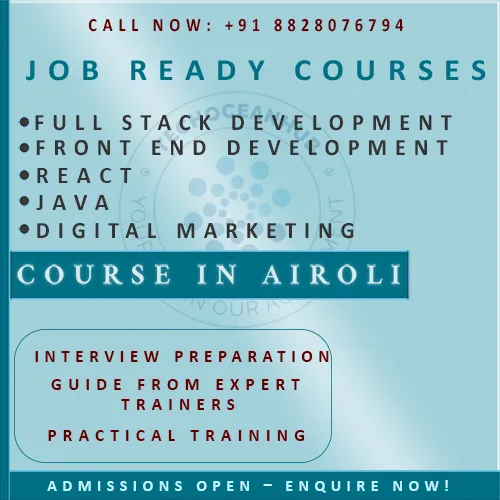 CALL NOW: +91 8828076794
JOB READY COURSES
•FULL STACK DEVELOPMENT
•FRONT END DEVELOPMENT
•REACT
•JAVA
•DIGITAL MARKETING
COURSE IN AIROLI
INTERVIEW PREPARATION
GUIDE FROM EXPERT
TRAINERS
PRACTICAL TRAINING
ADMISSIONS OPEN – ENQUIRE NOW!